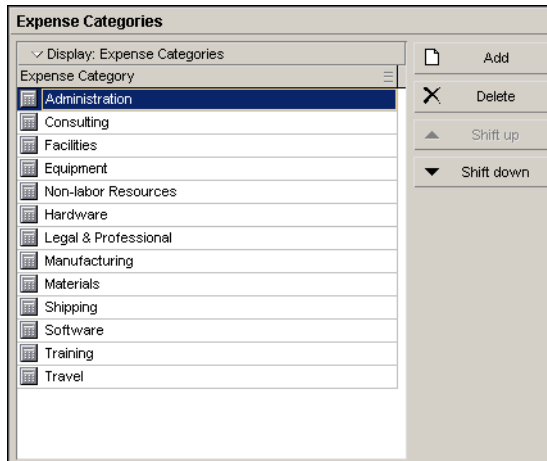 Expense Categories
Display: Expense Categories
Expense Category
Administration
Consulting
Facilities
Equipment
Non-labor Resources
Hardware
Legal & Professional
Manufacturing
Materials
Shipping
Software
Training
Travel
Add
Delete
Shift up
Shift down